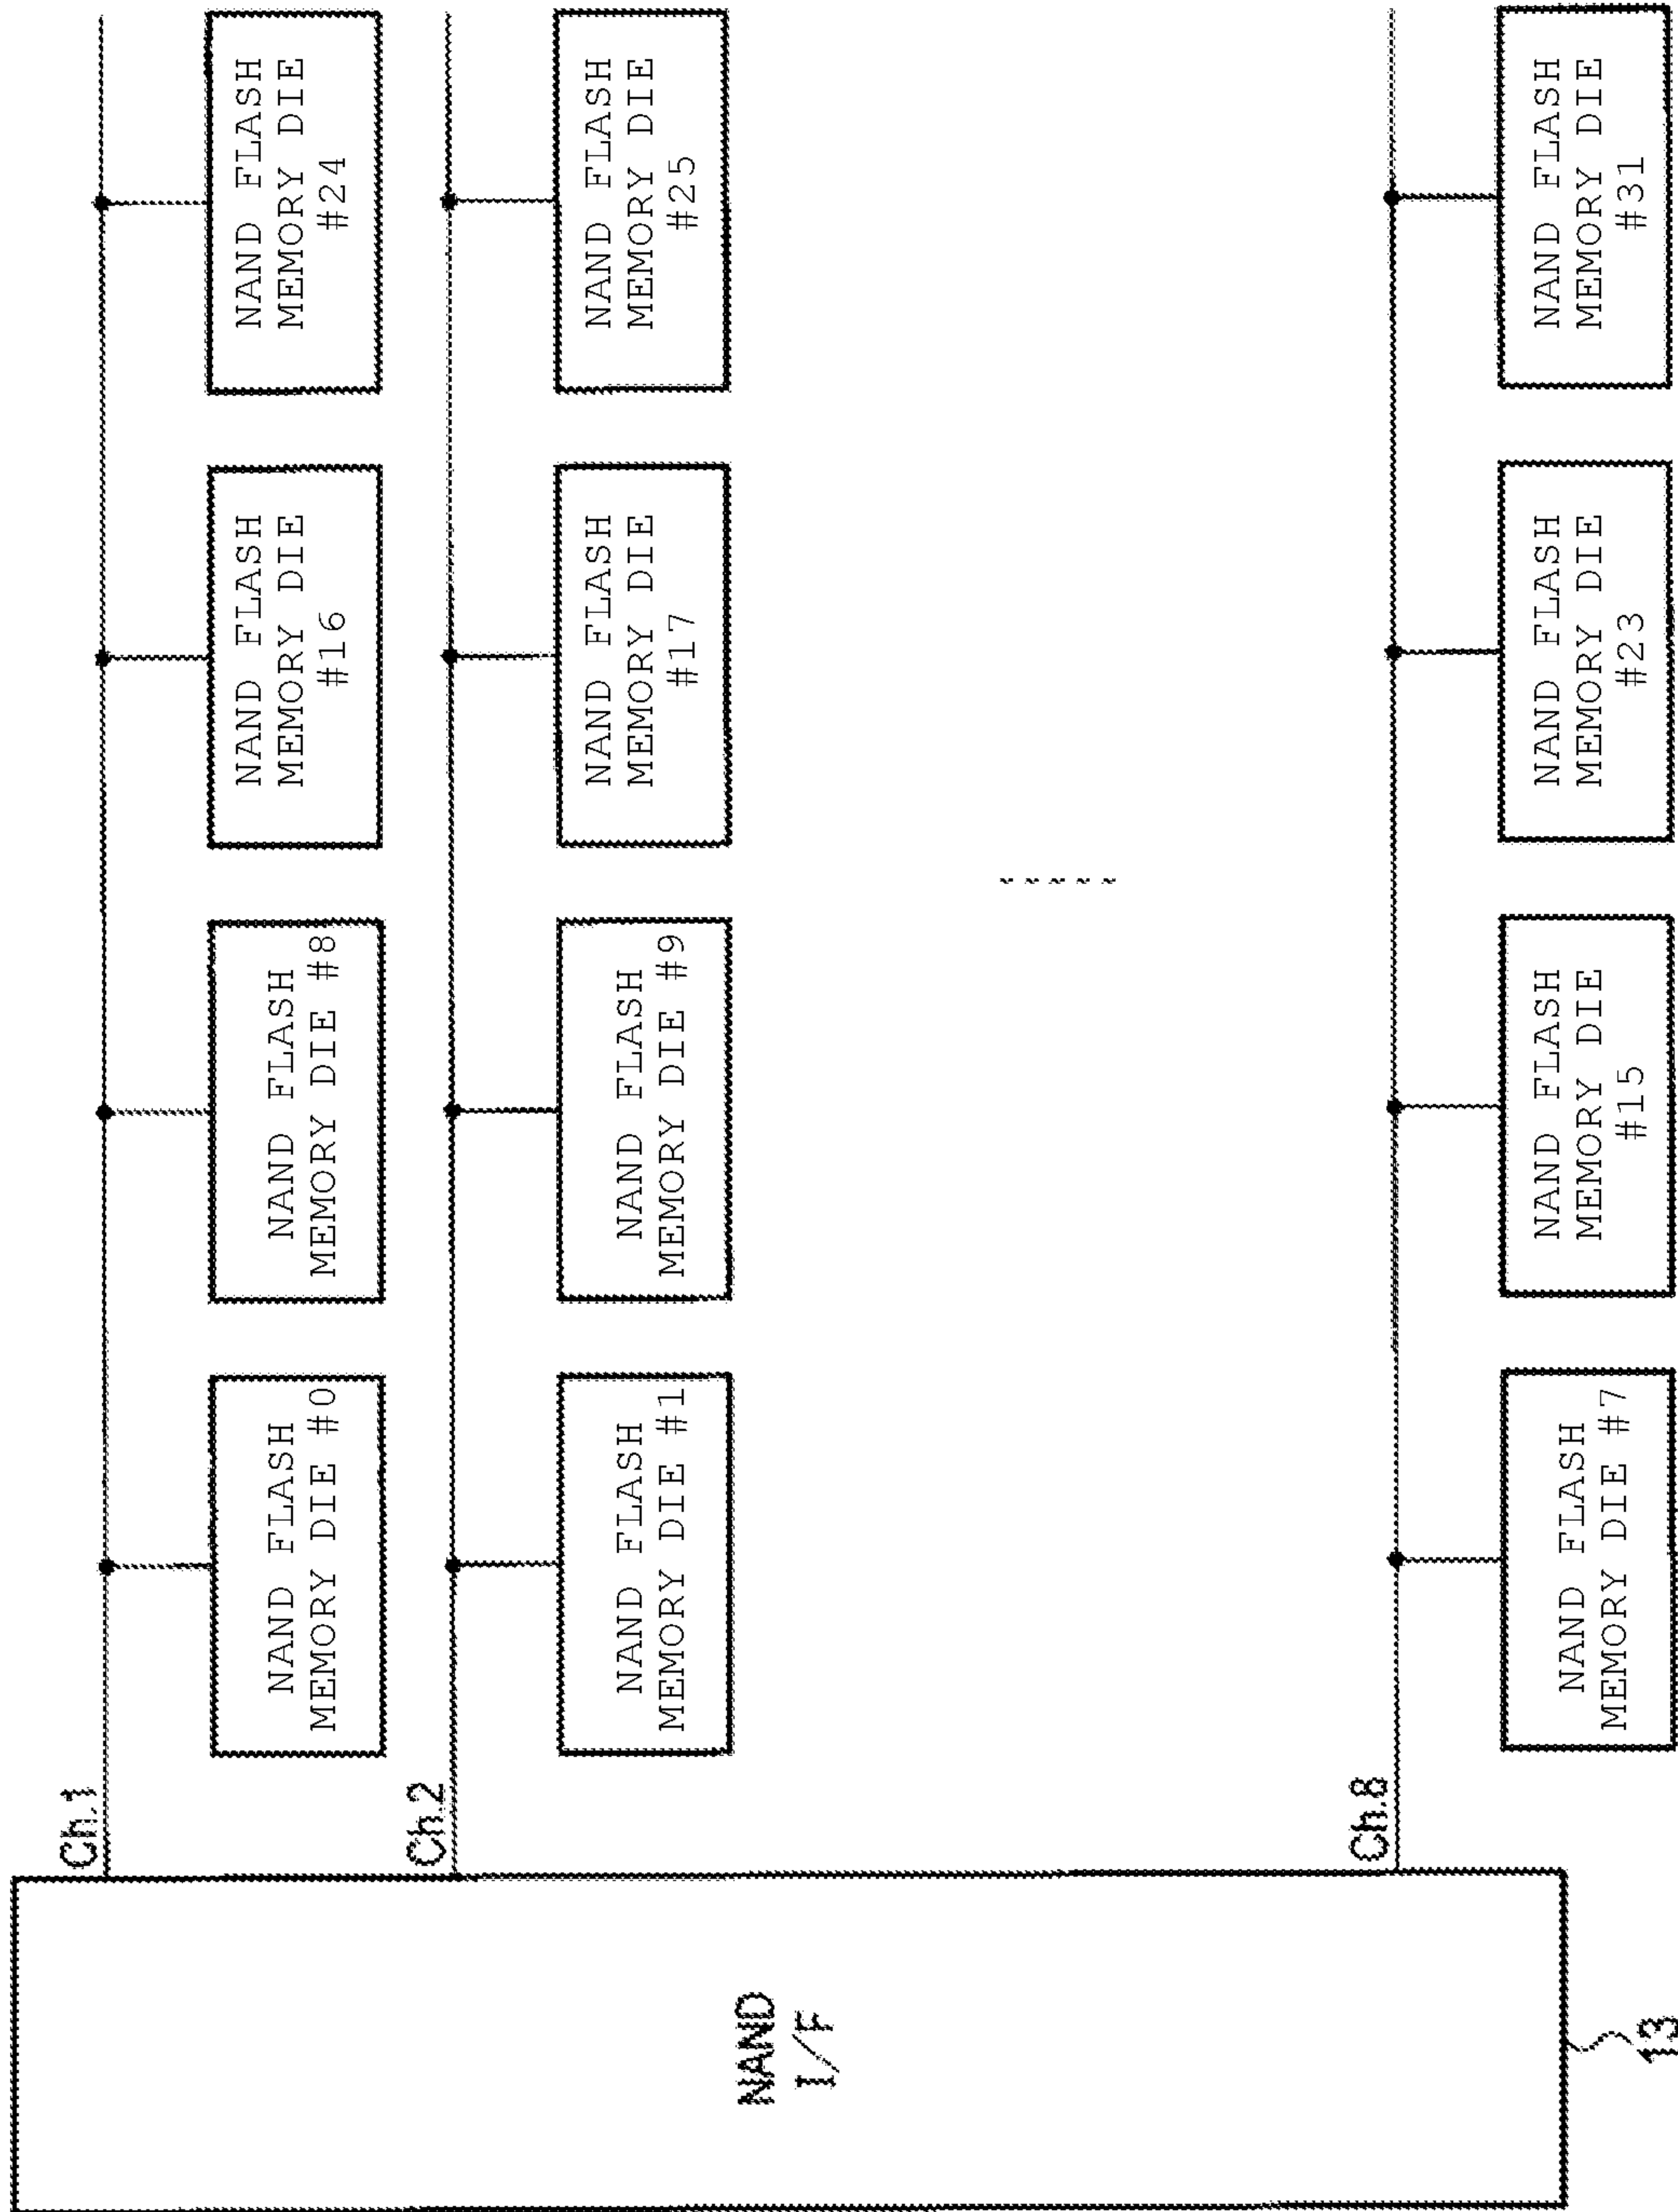 NAND
I/F
13
Ch.1
NAND FLASH
MEMORY DIE #0
NAND FLASH
MEMORY DIE #8
NAND FLASH
MEMORY DIE
#16
NAND FLASH
MEMORY DIE
#24
Ch.2
NAND FLASH
MEMORY DIE #1
NAND FLASH
MEMORY DIE #9
NAND FLASH
MEMORY DIE
#17
NAND FLASH
MEMORY DIE
#25
Ch.8
NAND FLASH
MEMORY DIE #7
NAND FLASH
MEMORY DIE
#15
NAND FLASH
MEMORY DIE
#23
NAND FLASH
MEMORY DIE
#31